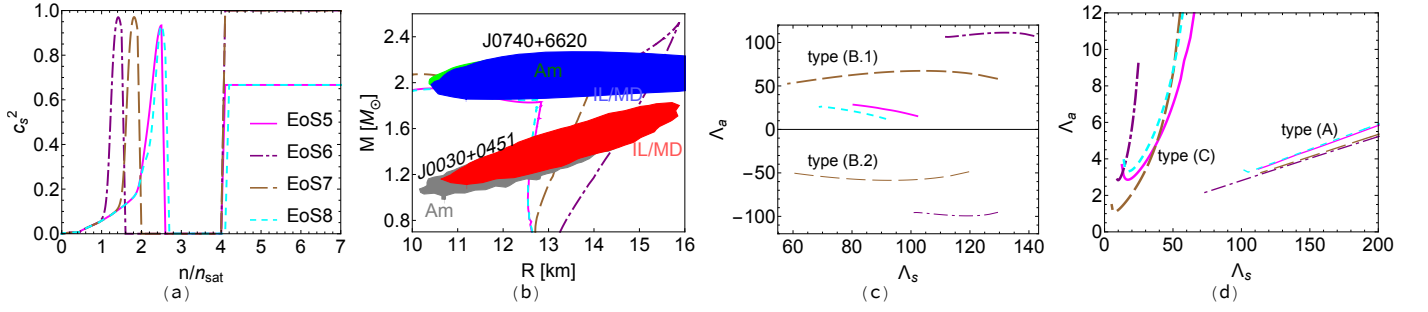 c_s^2
1.0
0.8
0.6
0.4
0.2
0.0
0 1 2 3 4 5 6 7
n/n_sat
EoS5
EoS6
EoS7
EoS8
(a)
M [M⊙]
2.4
2.0
1.6
1.2
0.8
10 11 12 13 14 15 16
R [km]
J0740+6620
Am
IL/MD
J0030+0451
IL/MD
Am
(b)
Λ_a
100
50
0
−50
−100
60 80 100 120 140
Λ_s
type (B.1)
type (B.2)
(c)
Λ_a
12
10
8
6
4
2
0
0 50 100 150 200
Λ_s
type (C)
type (A)
(d)